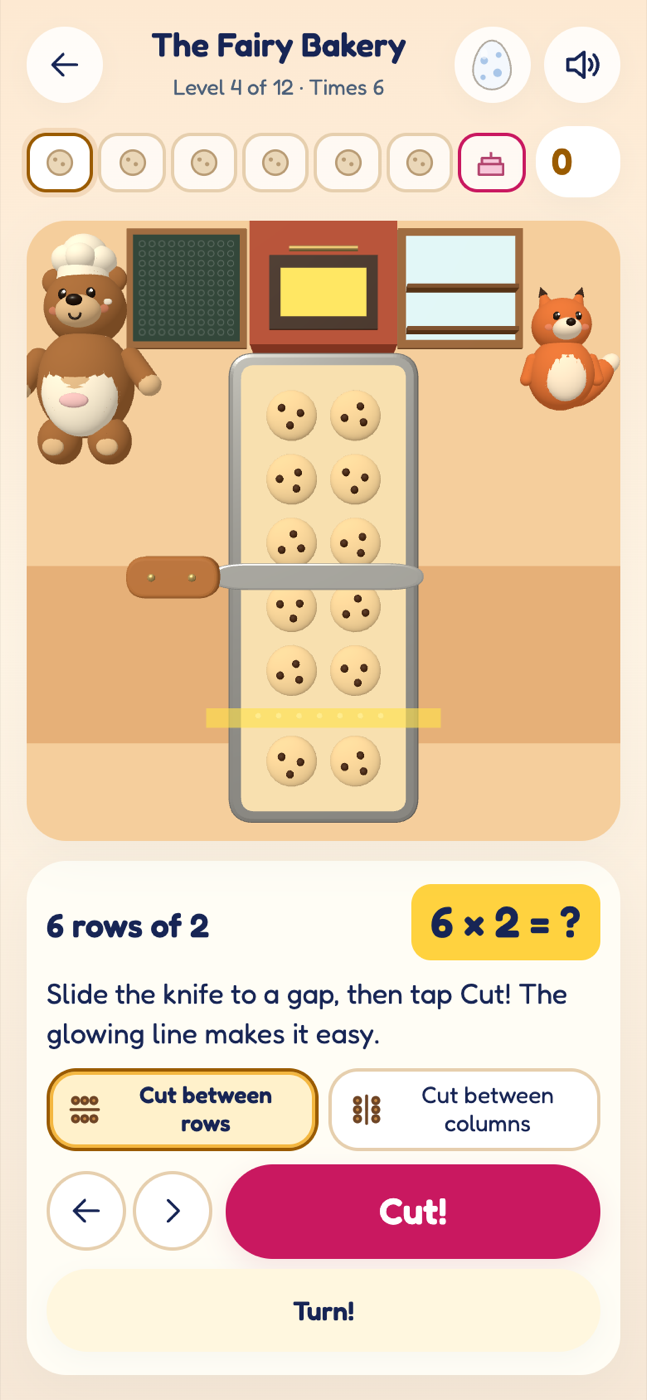 The Fairy Bakery
Level 4 of 12 · Times 6
0
6 rows of 2
6 × 2 = ?
Slide the knife to a gap, then tap Cut! The
glowing line makes it easy.
Cut between
rows
Cut between
columns
Cut!
Turn!